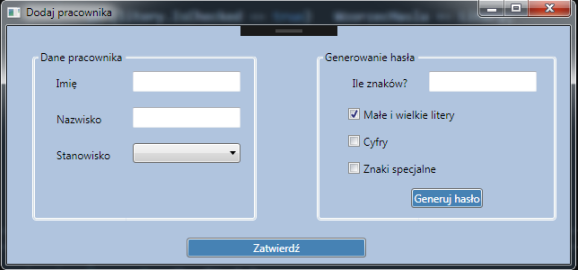 Dodaj pracownika
Dane pracownika
Imię
Nazwisko
Stanowisko
Generowanie hasła
Ile znaków?
Małe i wielkie litery
Cyfry
Znaki specjalne
Generuj hasło
Zatwierdź